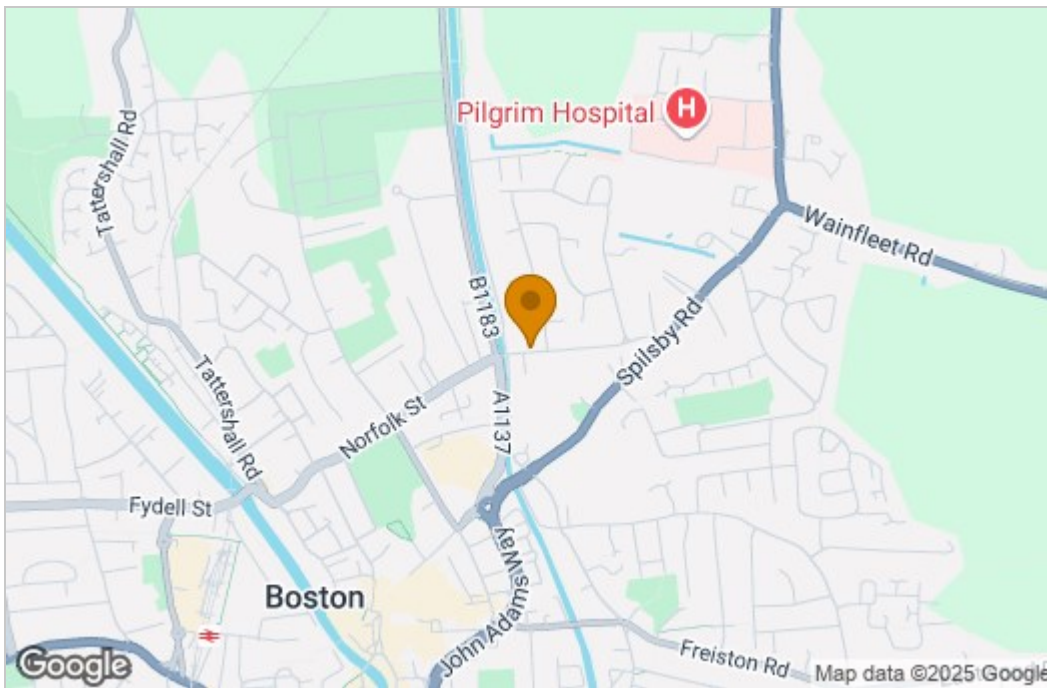 Pilgrim Hospital
H
Tattershall Rd
Wainfleet Rd
B1183
Spilsby Rd
Tattershall Rd
A1137
Norfolk St
Fydell St
John Adams Way
Boston
Freiston Rd
Google
Map data ©2025 Google